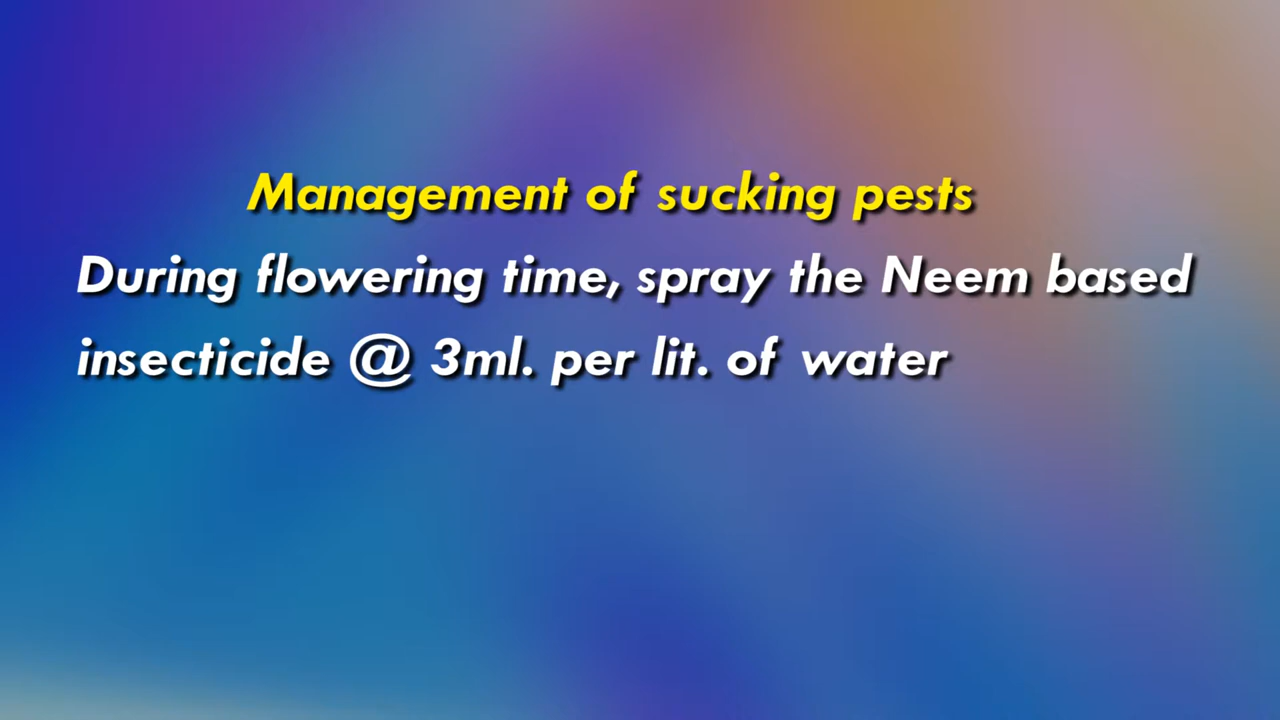 Management of sucking pests
During flowering time, spray the Neem based
insecticide @ 3ml. per lit. of water